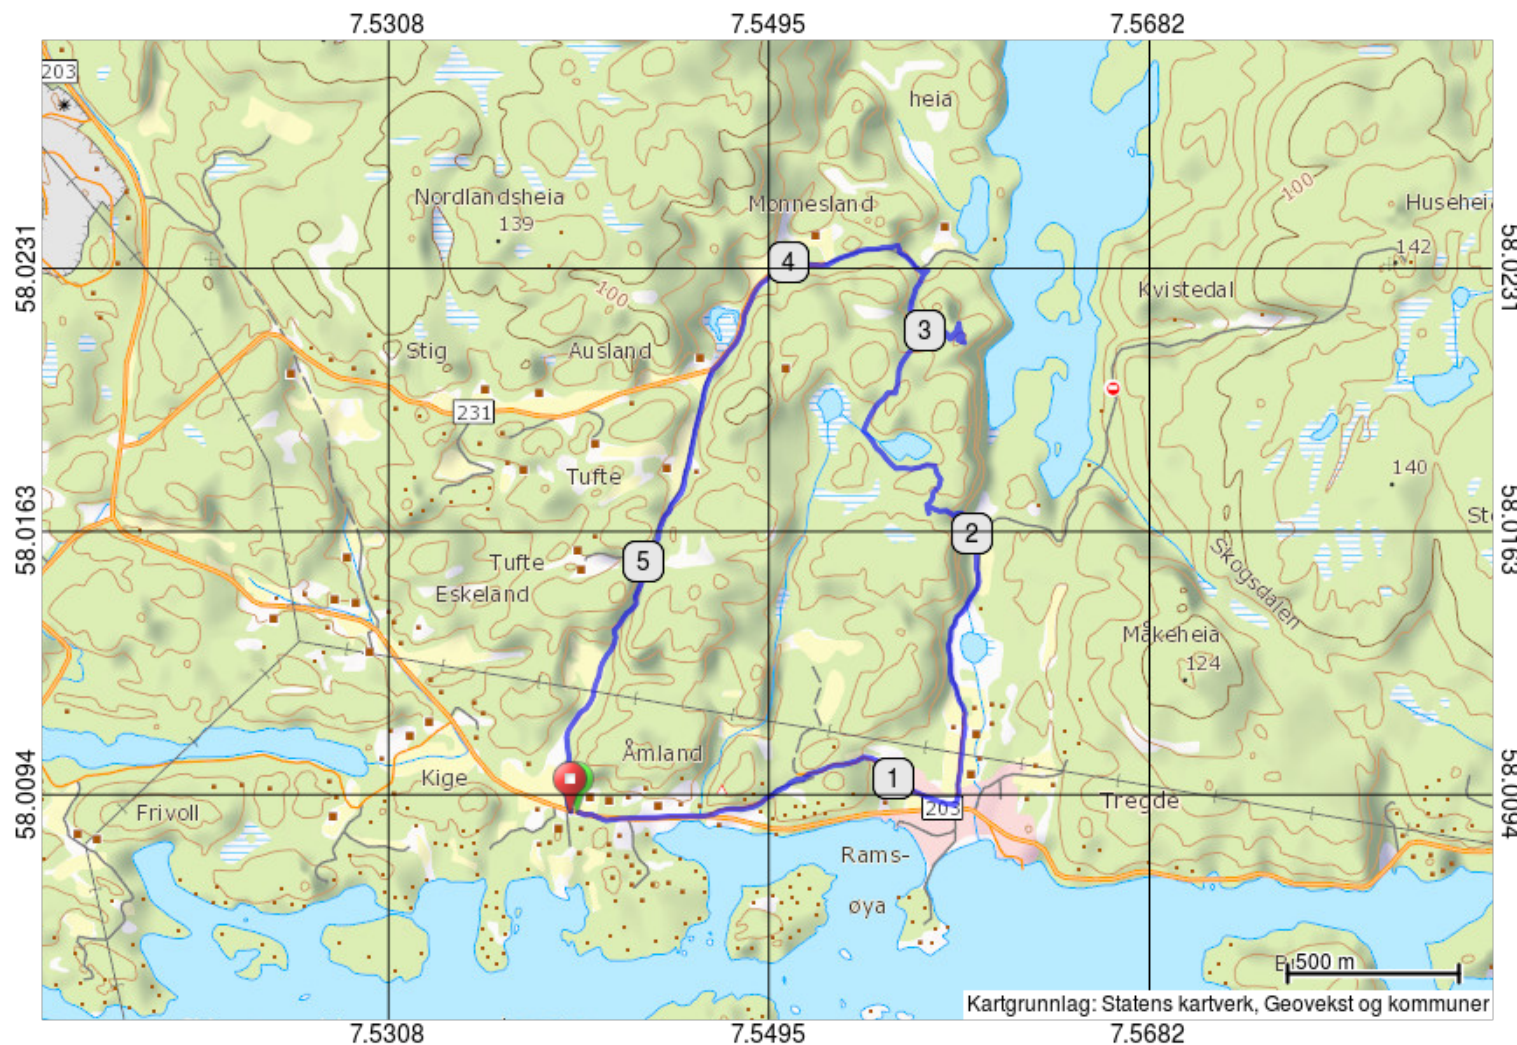 7.5308 7.5495 7.5682
203
heia
Nordlandsheia
139
Monnesland
Huseheia
142
100
58.0231
58.0231
4
Kvistedal
100
3
Stig
Ausland
231
Tufte
140
58.0163
58.0163
2
5
Tufte
Eskeland
Skogsdalen
Måkeheia
124
Åmland
Kige
1
203
Tregde
58.0094
58.0094
Frivoll
Rams-
øya
500 m
Kartgrunnlag: Statens kartverk, Geovekst og kommuner
7.5308 7.5495 7.5682